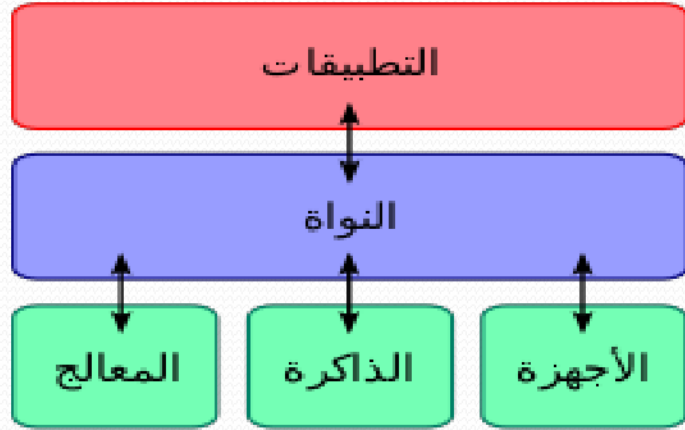 التطبيقات
النواة
الأجهزة
الذاكرة
المعالج